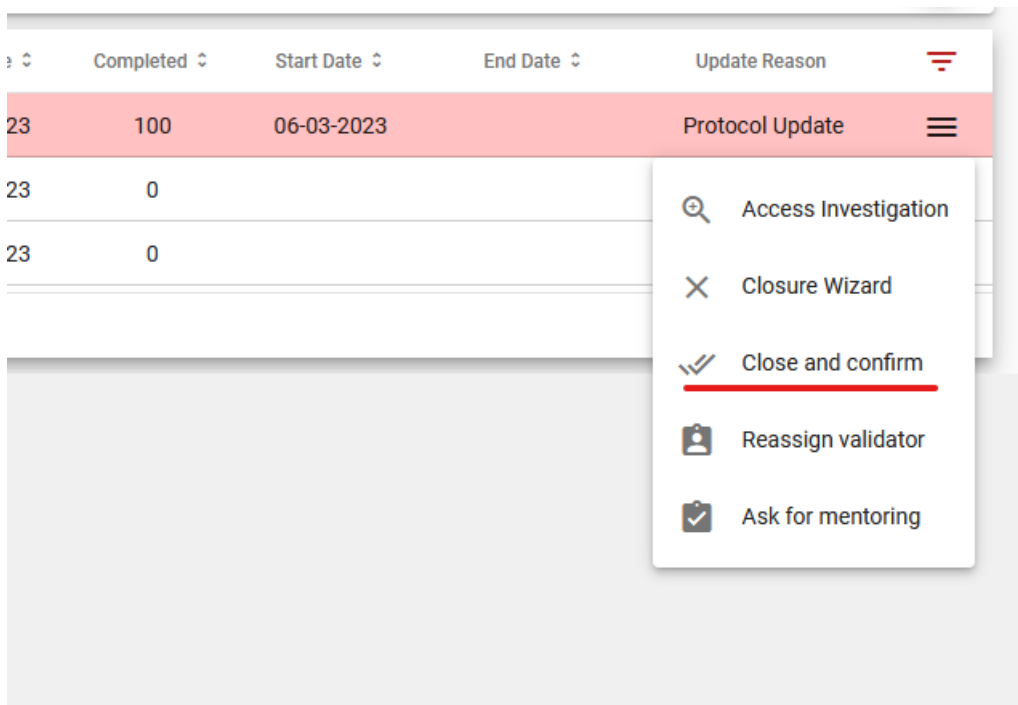 e Completed Start Date End Date Update Reason
23 100 06-03-2023 Protocol Update
23 0
23 0
Access Investigation
Closure Wizard
Close and confirm
Reassign validator
Ask for mentoring